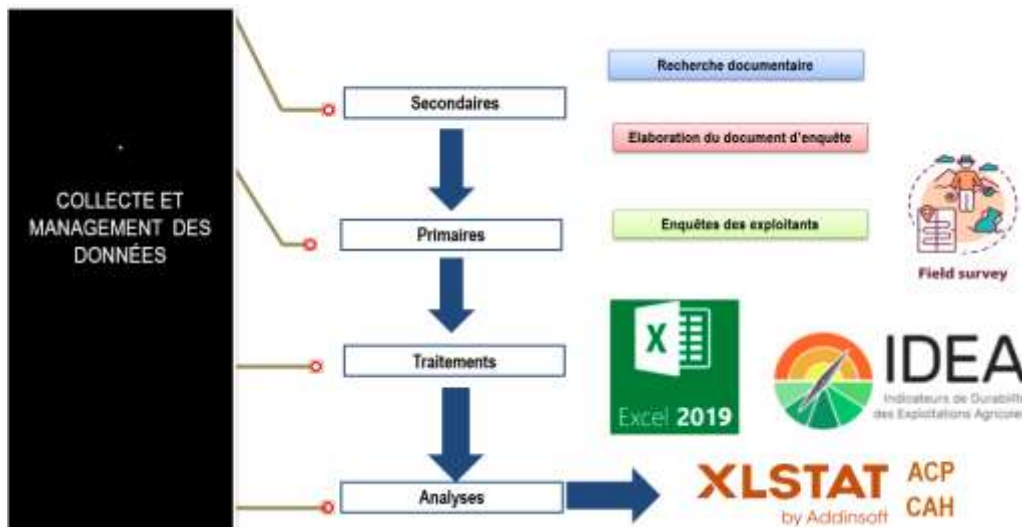 COLLECTE ET
MANAGEMENT DES
DONNÉES
Secondaires
Primaires
Traitements
Analyses
Recherche documentaire
Elaboration du document d'enquête
Enquêtes des exploitants
Field survey
X
Excel 2019
IDEA
Indicateurs de Durabilit
des Exploitations Agricole
XLSTAT
by Addinsoft
ACP
CAH